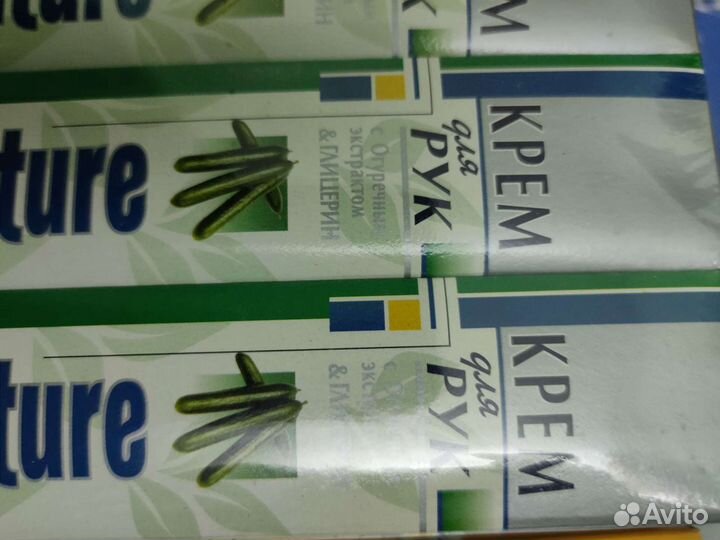 ture
КРЕМ
для
РУК
с Огуречным
экстрактом
& ГЛИЦЕРИН
ture
КРЕМ
для
РУК
Avito